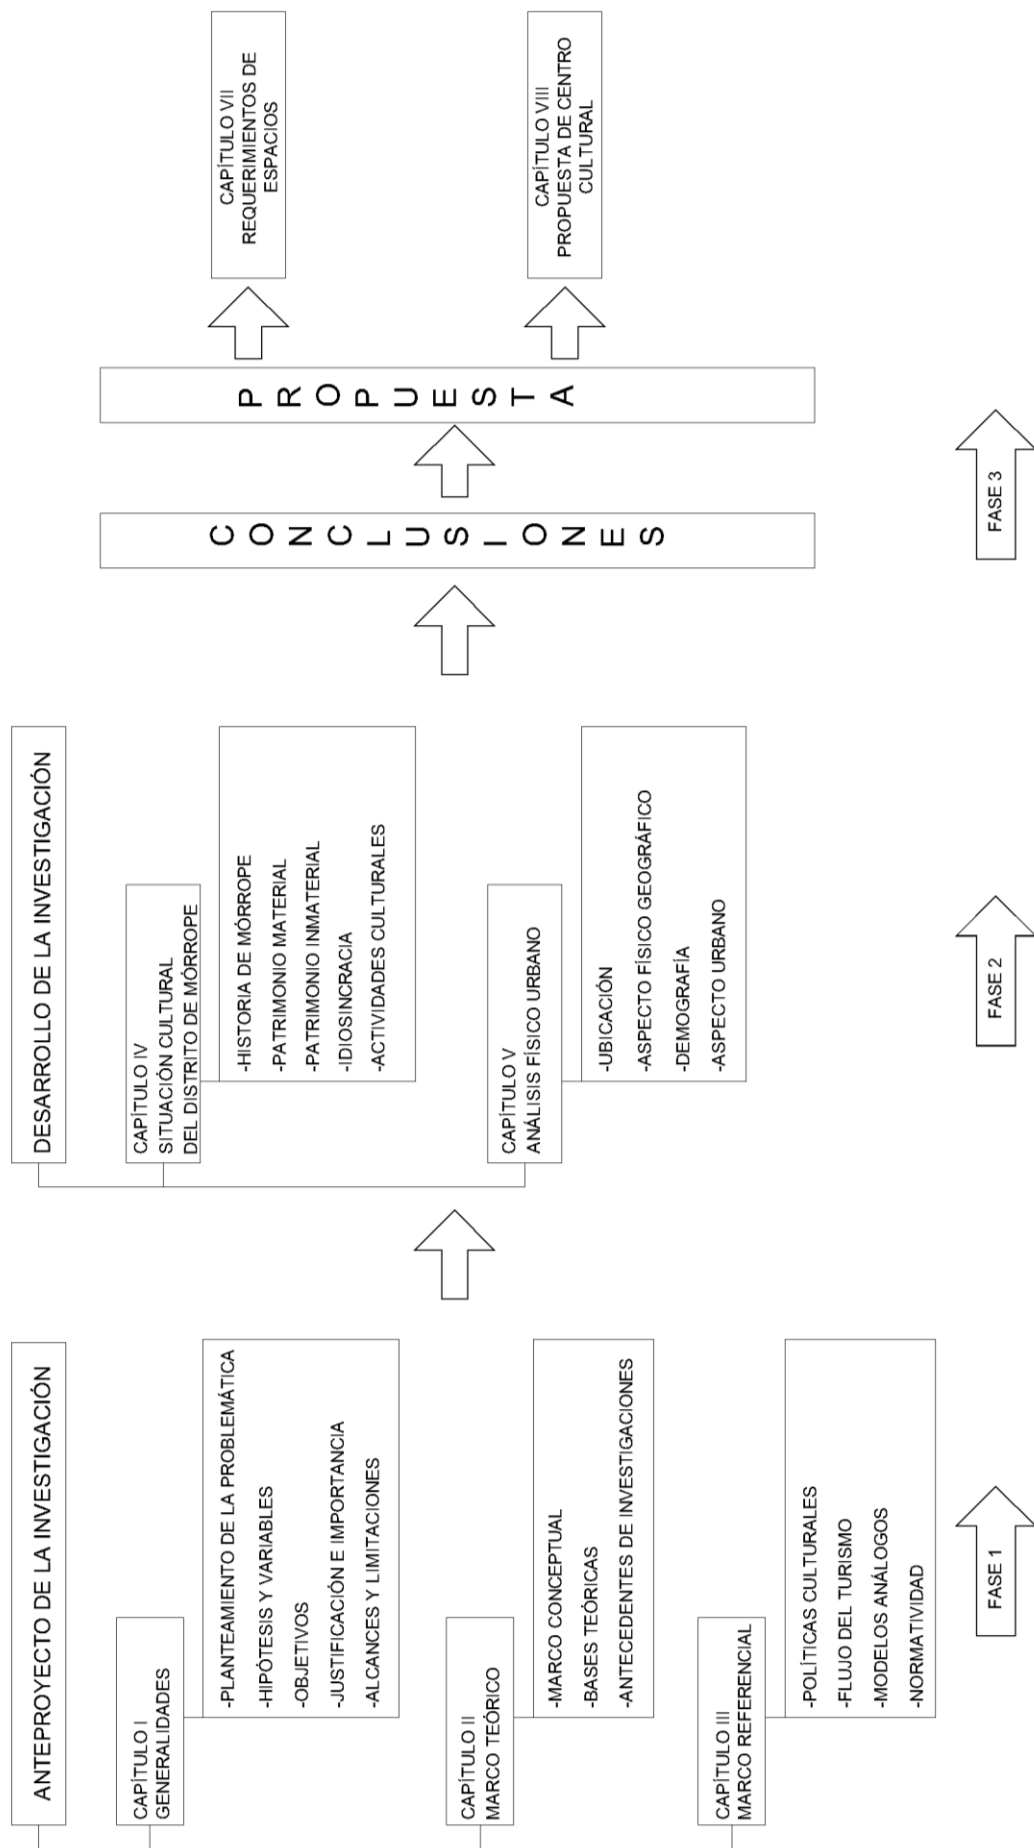 ANTEPROYECTO DE LA INVESTIGACIÓN
CAPÍTULO I
GENERALIDADES
-PLANTEAMIENTO DE LA PROBLEMÁTICA
-HIPÓTESIS Y VARIABLES
-OBJETIVOS
-JUSTIFICACIÓN E IMPORTANCIA
-ALCANCES Y LIMITACIONES
CAPÍTULO II
MARCO TEÓRICO
-MARCO CONCEPTUAL
-BASES TEÓRICAS
-ANTECEDENTES DE INVESTIGACIONES
CAPÍTULO III
MARCO REFERENCIAL
-POLÍTICAS CULTURALES
-FLUJO DEL TURISMO
-MODELOS ANÁLOGOS
-NORMATIVIDAD
FASE 1
DESARROLLO DE LA INVESTIGACIÓN
CAPÍTULO IV
SITUACIÓN CULTURAL
DEL DISTRITO DE MÓRROPE
-HISTORIA DE MÓRROPE
-PATRIMONIO MATERIAL
-PATRIMONIO INMATERIAL
-IDIOSINCRACIA
-ACTIVIDADES CULTURALES
CAPÍTULO V
ANÁLISIS FÍSICO URBANO
-UBICACIÓN
-ASPECTO FÍSICO GEOGRÁFICO
-DEMOGRAFÍA
-ASPECTO URBANO
FASE 2
CONCLUSIONES
PROPUESTA
CAPÍTULO VII
REQUERIMIENTOS DE
ESPACIOS
CAPÍTULO VIII
PROPUESTA DE CENTRO
CULTURAL
FASE 3